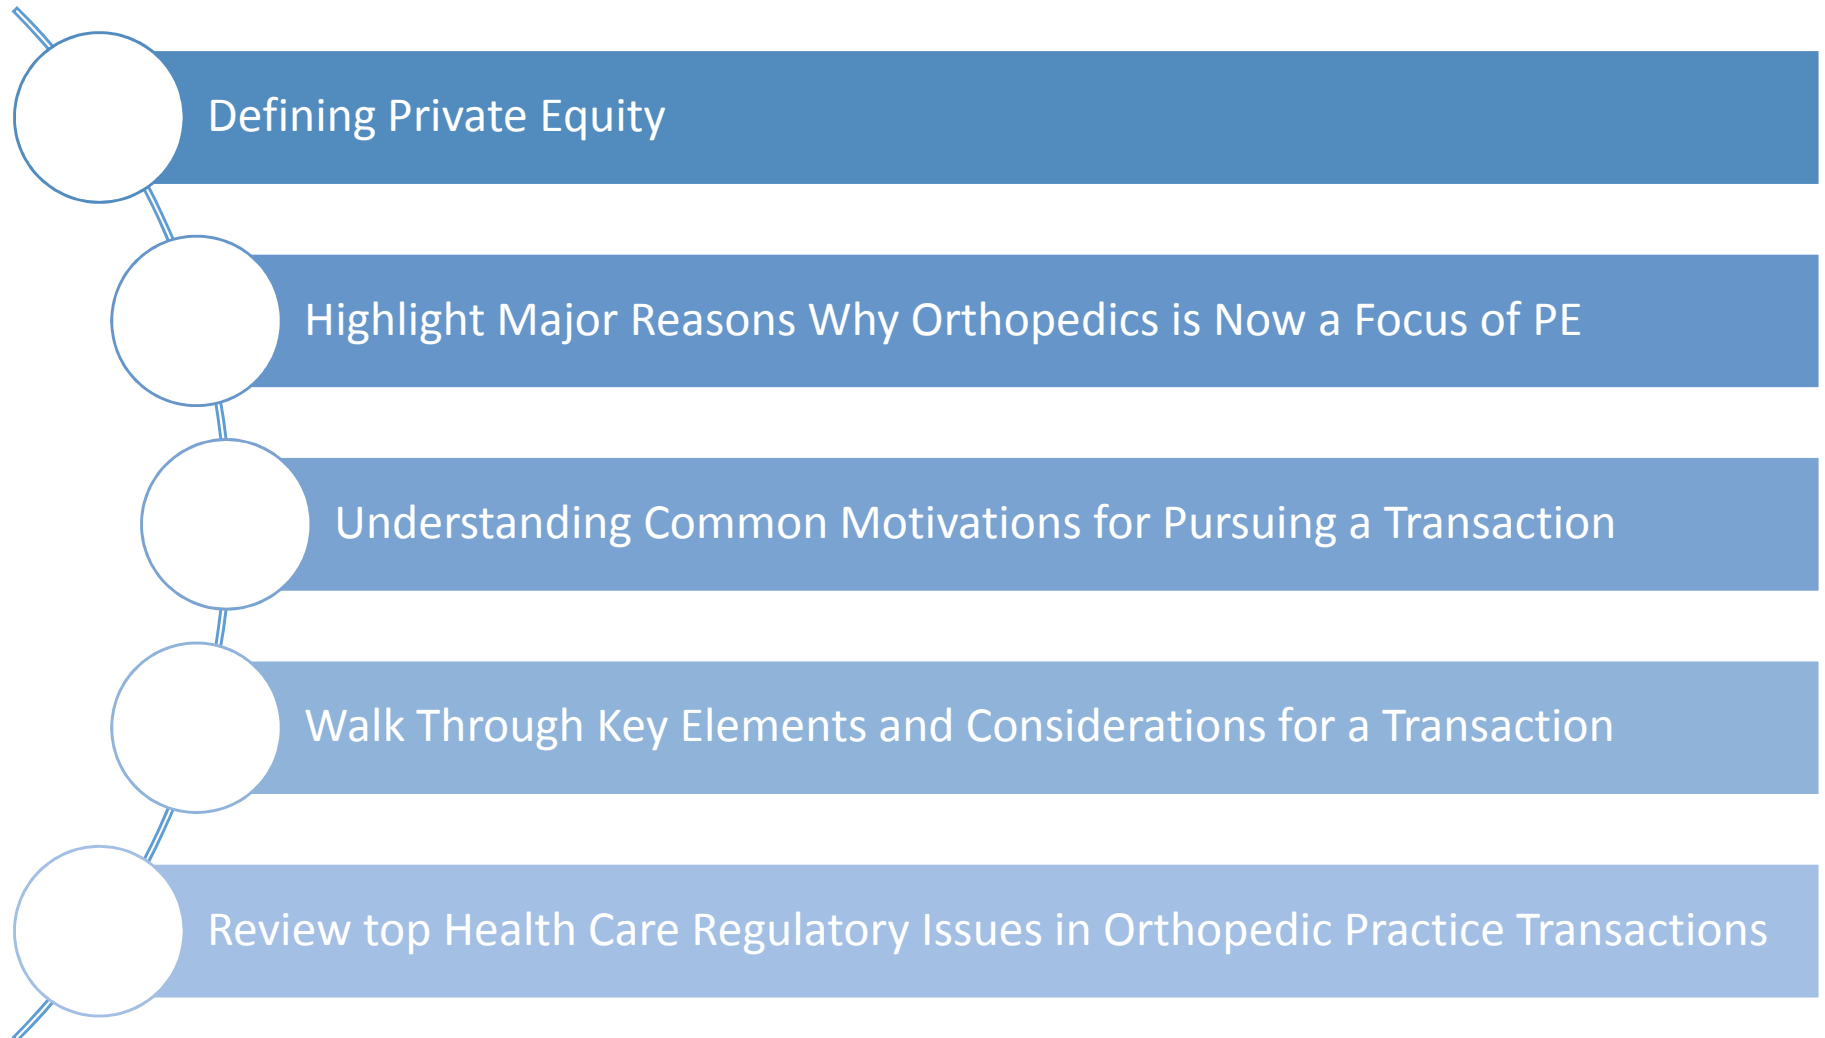 Defining Private Equity
Highlight Major Reasons Why Orthopedics is Now a Focus of PE
Understanding Common Motivations for Pursuing a Transaction
Walk Through Key Elements and Considerations for a Transaction
Review top Health Care Regulatory Issues in Orthopedic Practice Transactions